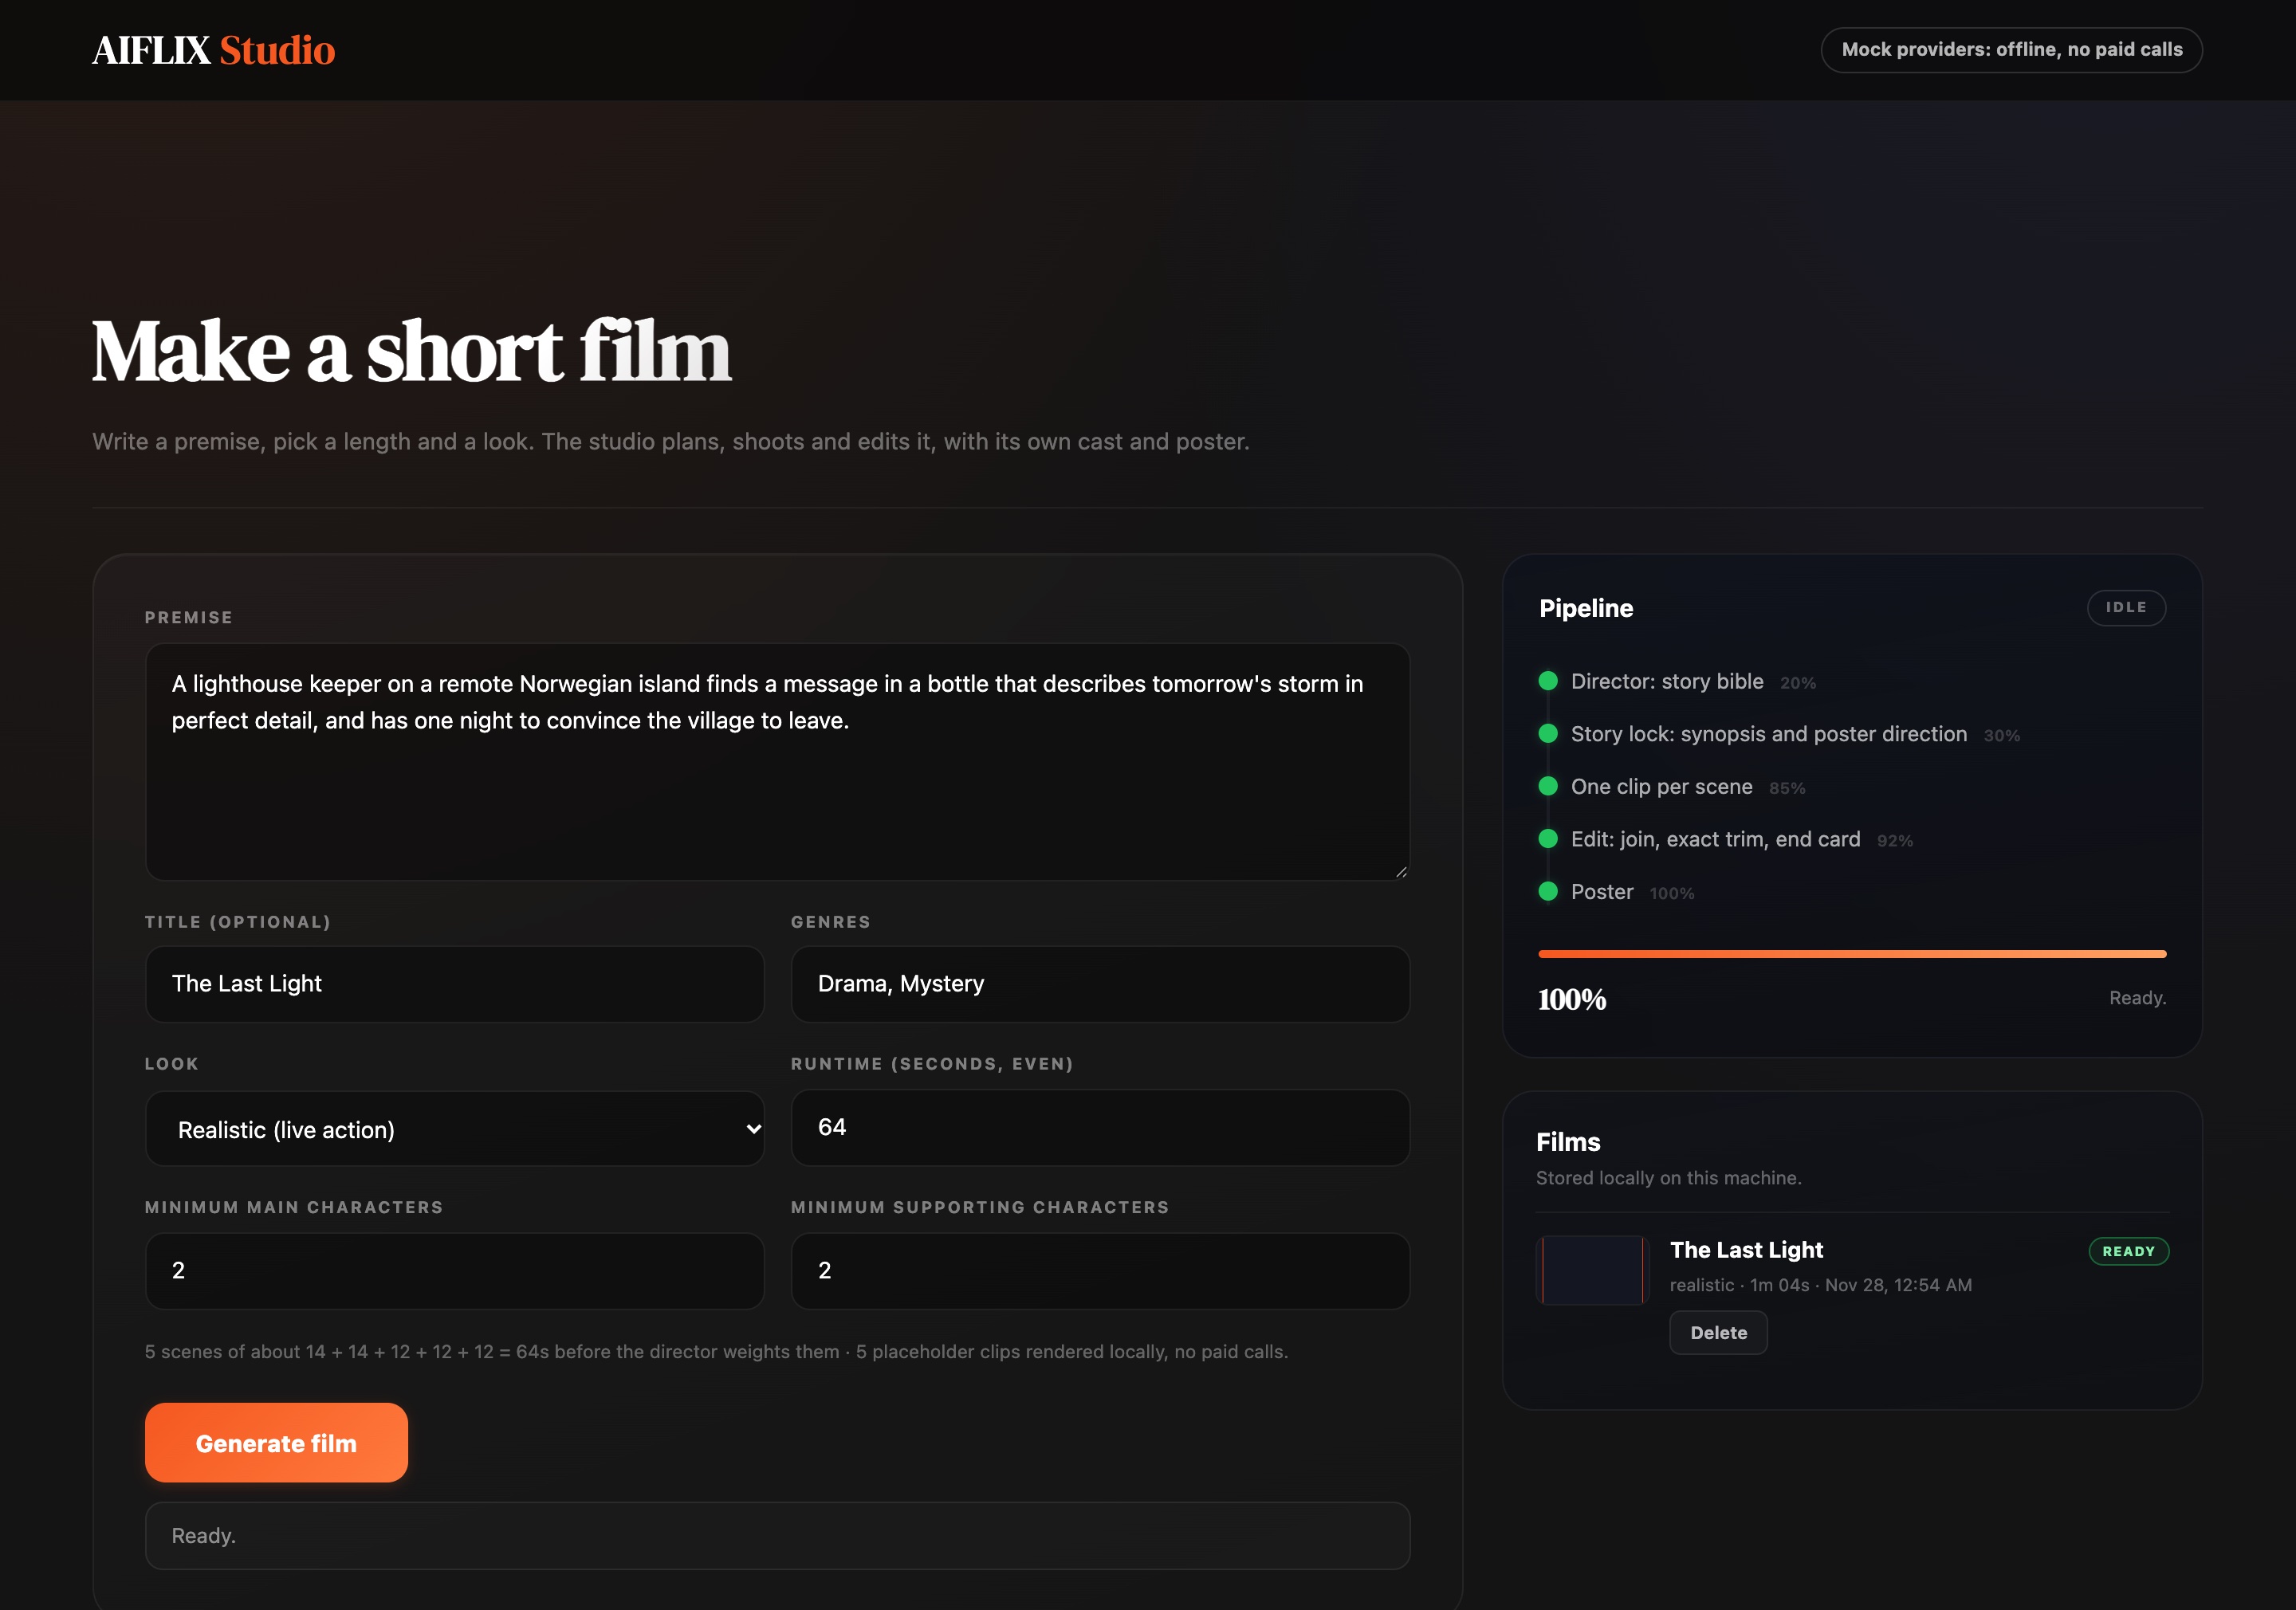 AIFLIX Studio
Mock providers: offline, no paid calls
Make a short film
Write a premise, pick a length and a look. The studio plans, shoots and edits it, with its own cast and poster.
PREMISE
A lighthouse keeper on a remote Norwegian island finds a message in a bottle that describes tomorrow's storm in
perfect detail, and has one night to convince the village to leave.
TITLE (OPTIONAL)
The Last Light
GENRES
Drama, Mystery
LOOK
Realistic (live action)
RUNTIME (SECONDS, EVEN)
64
MINIMUM MAIN CHARACTERS
2
MINIMUM SUPPORTING CHARACTERS
2
5 scenes of about 14 + 14 + 12 + 12 + 12 = 64s before the director weights them · 5 placeholder clips rendered locally, no paid calls.
Generate film
Ready.
Pipeline
IDLE
Director: story bible 20%
Story lock: synopsis and poster direction 30%
One clip per scene 85%
Edit: join, exact trim, end card 92%
Poster 100%
100%
Ready.
Films
Stored locally on this machine.
The Last Light
READY
realistic · 1m 04s · Nov 28, 12:54 AM
Delete